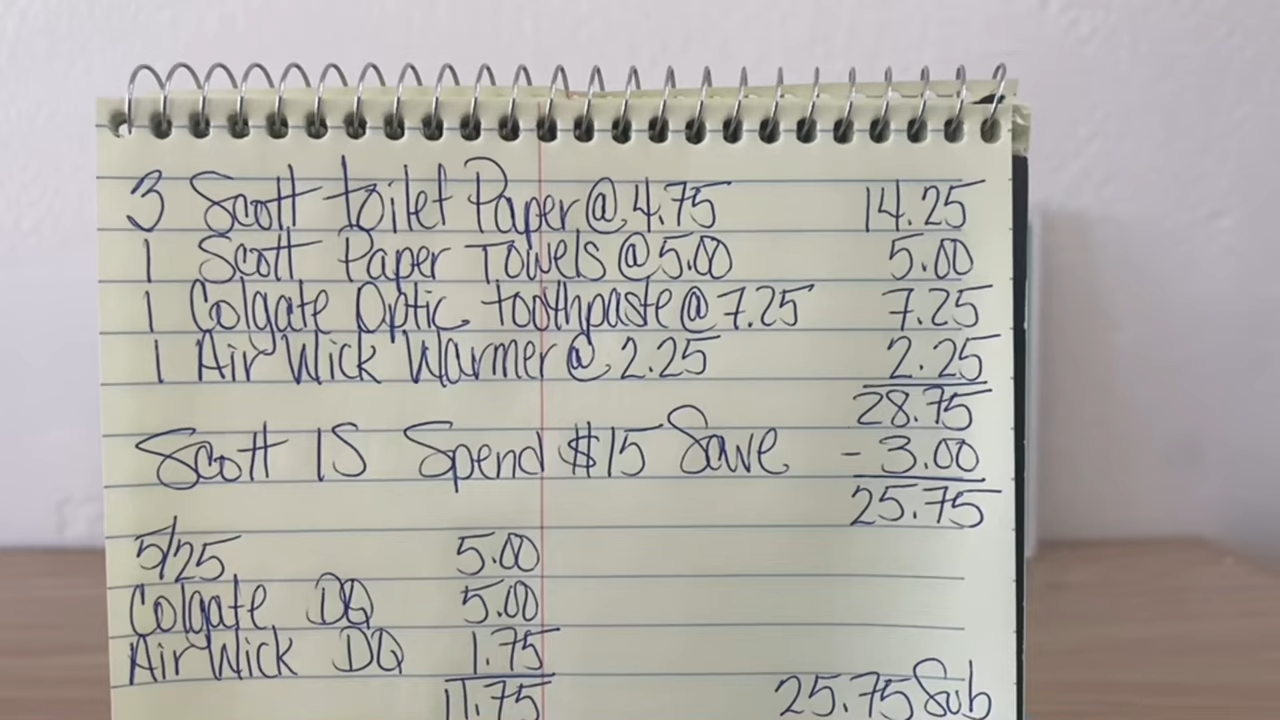 3 Scott toilet Paper @ 4.75 14.25
1 Scott Paper Towels @ 5.00 5.00
1 Colgate Optic toothpaste @ 7.25 7.25
1 Air Wick Warmer @ 2.25 2.25
28.75
Scott IS Spend $15 Save - 3.00
25.75
5/25 5.00
Colgate DQ 5.00
Air Wick DQ 1.75
11.75 25.75 Sub